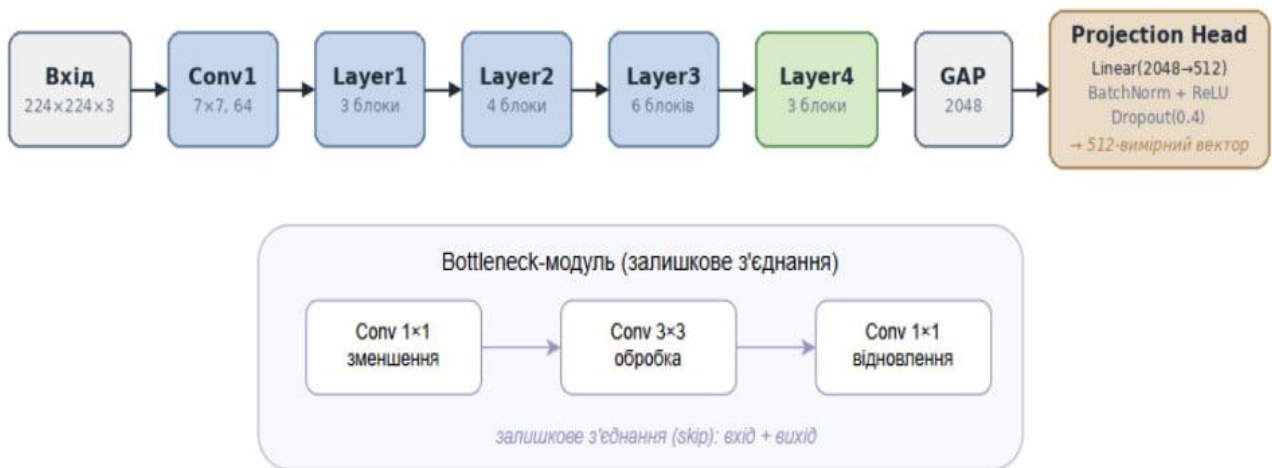 Вхід
224×224×3
Conv1
7×7, 64
Layer1
3 блоки
Layer2
4 блоки
Layer3
6 блоків
Layer4
3 блоки
GAP
2048
Projection Head
Linear(2048→512)
BatchNorm + ReLU
Dropout(0.4)
→ 512-вимірний вектор
Bottleneck-модуль (залишкове з'єднання)
Conv 1×1
зменшення
Conv 3×3
обробка
Conv 1×1
відновлення
залишкове з'єднання (skip): вхід + вихід